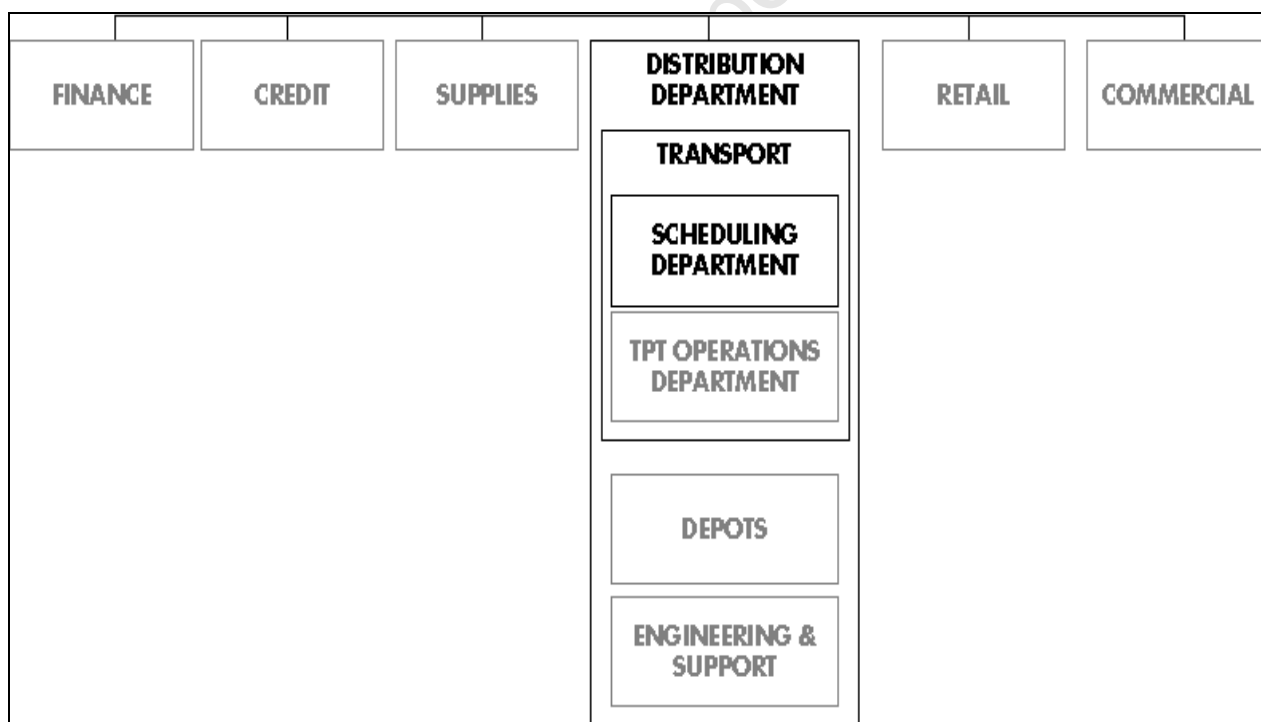 FINANCE
CREDIT
SUPPLIES
DISTRIBUTION
DEPARTMENT
RETAIL
COMMERCIAL
TRANSPORT
SCHEDULING
DEPARTMENT
TPT OPERATIONS
DEPARTMENT
DEPOTS
ENGINEERING &
SUPPORT